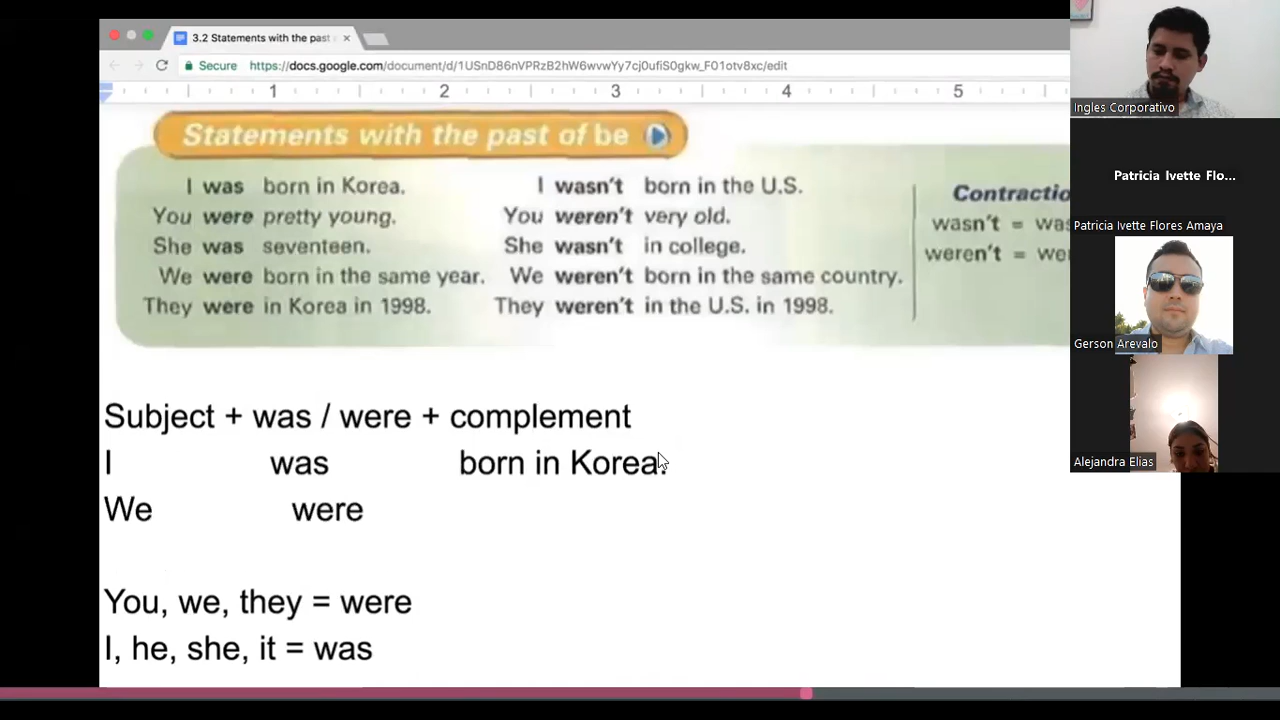 3.2 Statements with the past
Secure https://docs.google.com/document/d/1USnD86nVPRzB2hW6wvwYy7cj0ufiS0gkw_F01otv8xc/edit
1 2 3 4 5
Statements with the past of be
I was born in Korea.
You were pretty young.
She was seventeen.
We were born in the same year.
They were in Korea in 1998.
I wasn't born in the U.S.
You weren't very old.
She wasn't in college.
We weren't born in the same country.
They weren't in the U.S. in 1998.
Contractio
wasn't = was
weren't = wer
Subject + was / were + complement
I was born in Korea.
We were
You, we, they = were
I, he, she, it = was
Ingles Corporativo
Patricia Ivette Flo...
Patricia Ivette Flores Amaya
Gerson Arevalo
Alejandra Elias